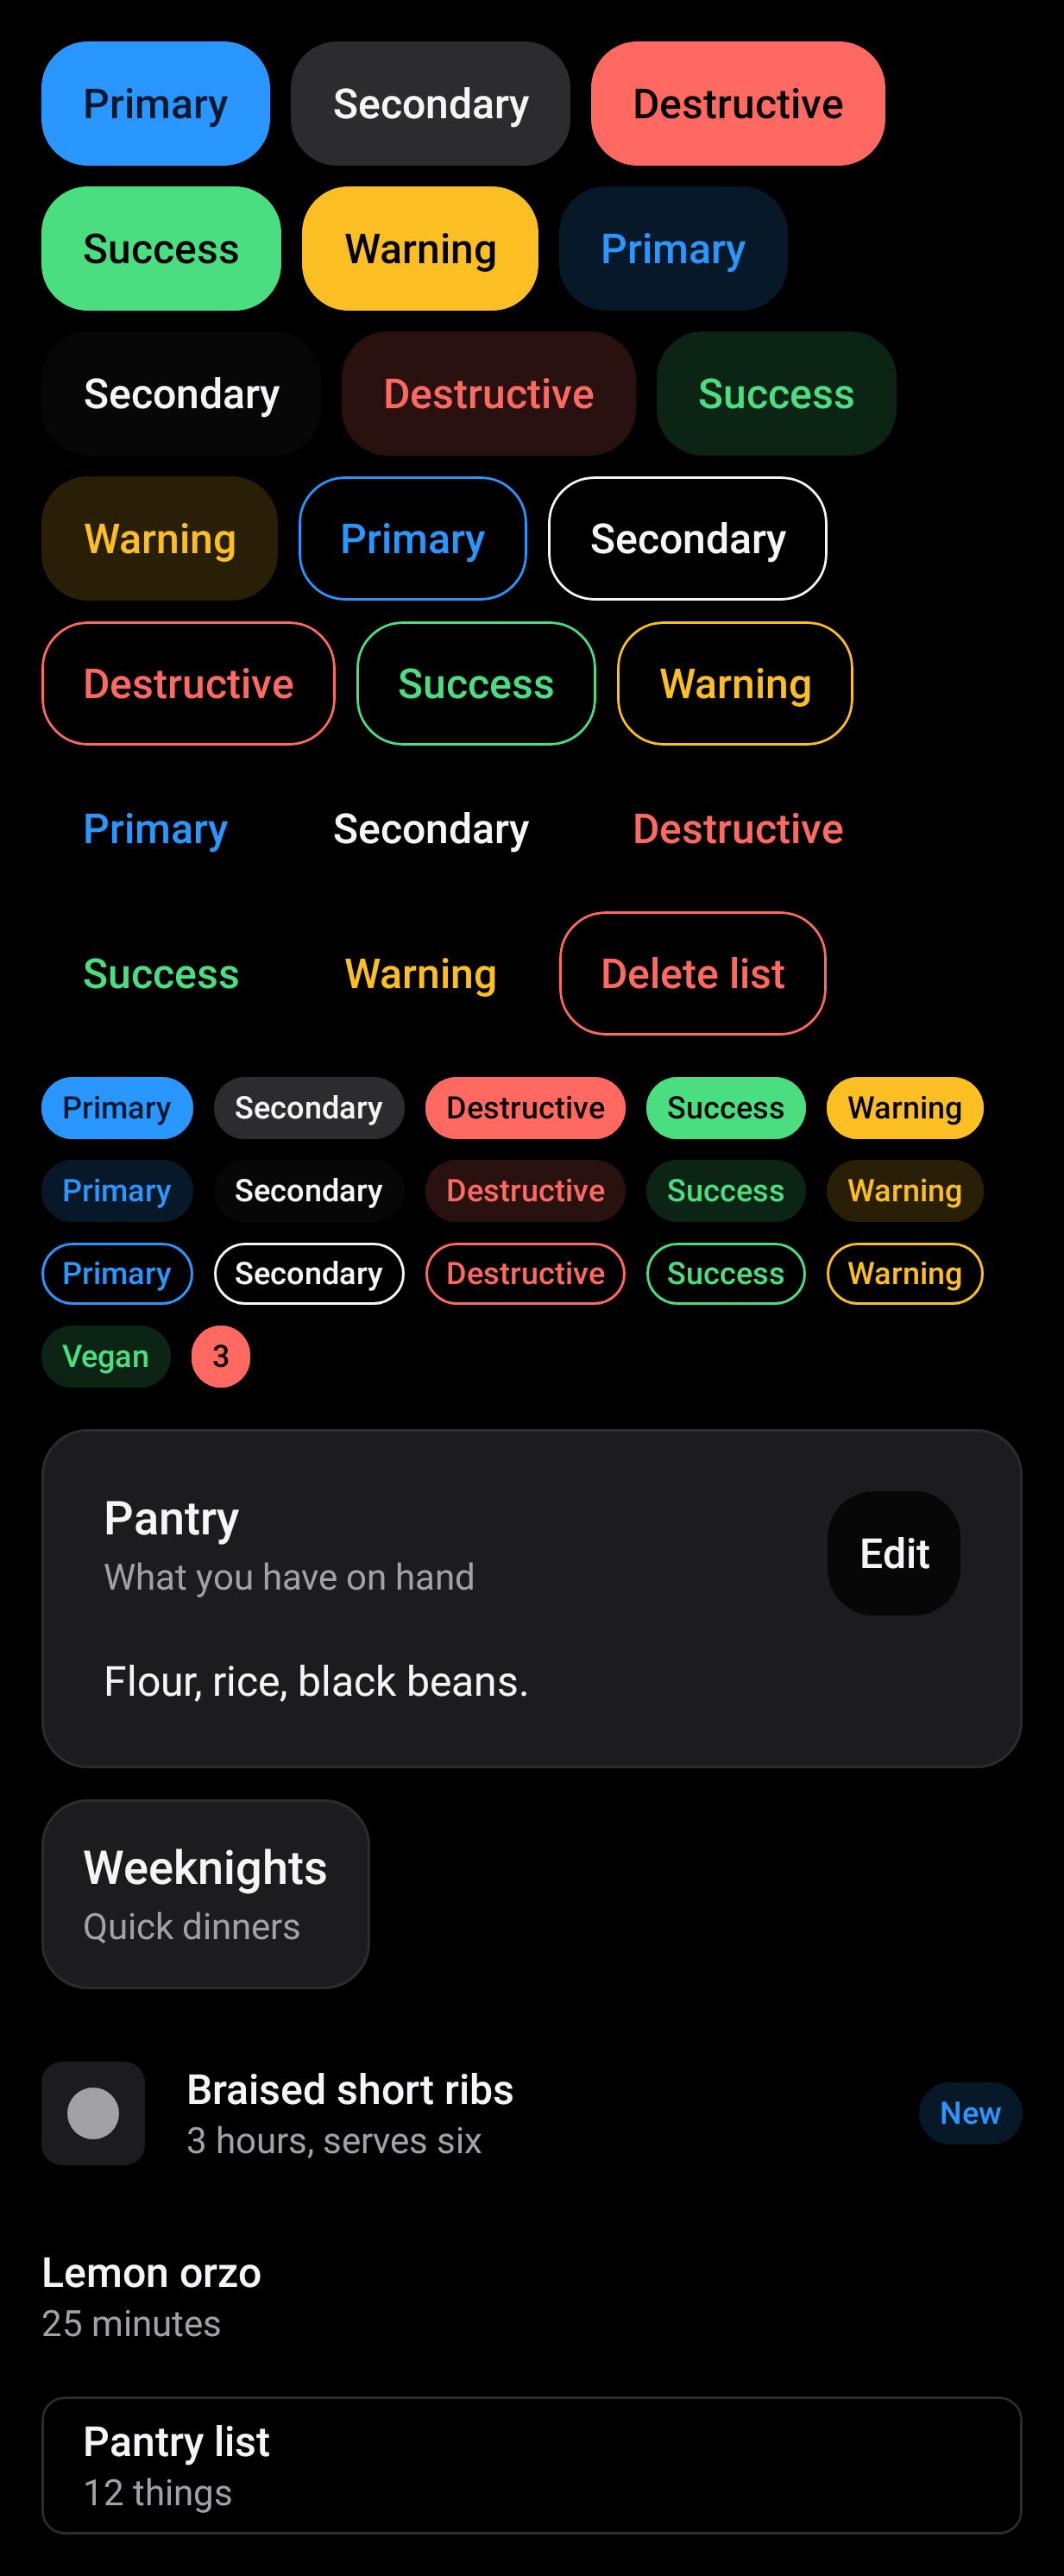 Primary Secondary Destructive
Success Warning Primary
Secondary Destructive Success
Warning Primary Secondary
Destructive Success Warning
Primary Secondary Destructive
Success Warning Delete list
Primary Secondary Destructive Success Warning
Primary Secondary Destructive Success Warning
Primary Secondary Destructive Success Warning
Vegan 3
Pantry
What you have on hand
Edit
Flour, rice, black beans.
Weeknights
Quick dinners
Braised short ribs
3 hours, serves six
New
Lemon orzo
25 minutes
Pantry list
12 things